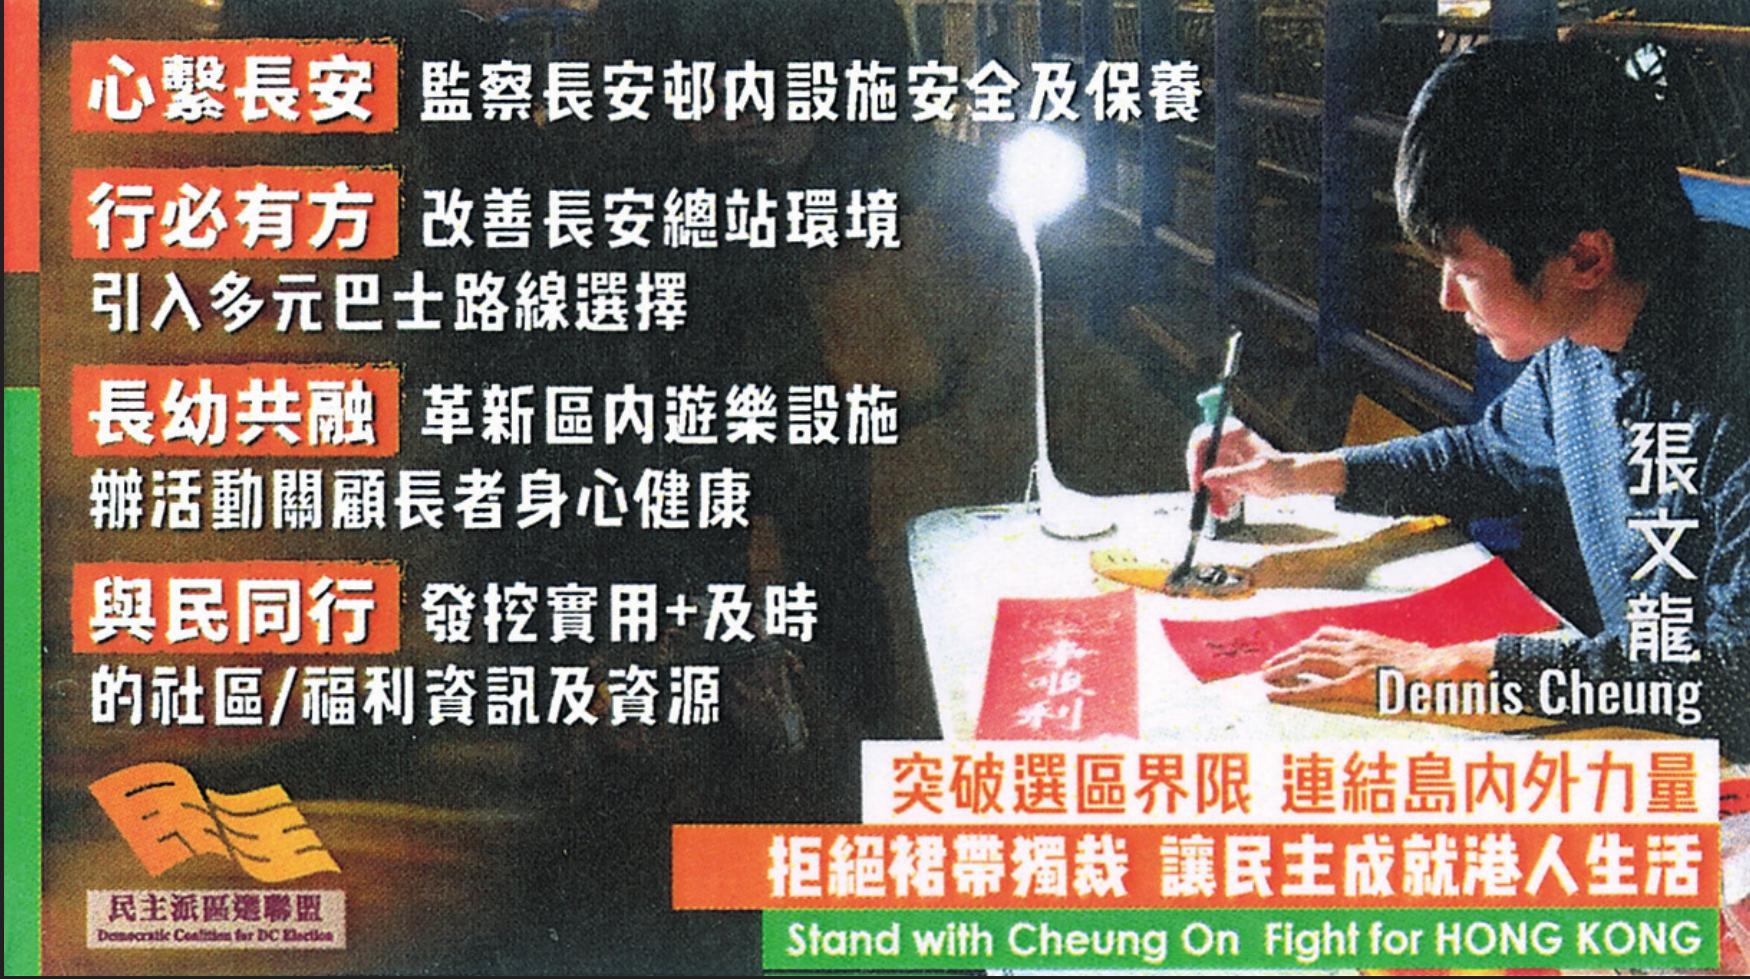 心繫長安 監察長安邨內設施安全及保養
行必有方 改善長安總站環境
引入多元巴士路線選擇
長幼共融 革新區內遊樂設施
辦活動關顧長者身心健康
與民同行 發挖實用+及時
的社區/福利資訊及資源
民主
民主派區選聯盟
Democratic Coalition for DC Election
張文龍
Dennis Cheung
突破選區界限 連結島內外力量
拒絕裙帶獨裁 讓民主成就港人生活
Stand with Cheung On Fight for HONG KONG